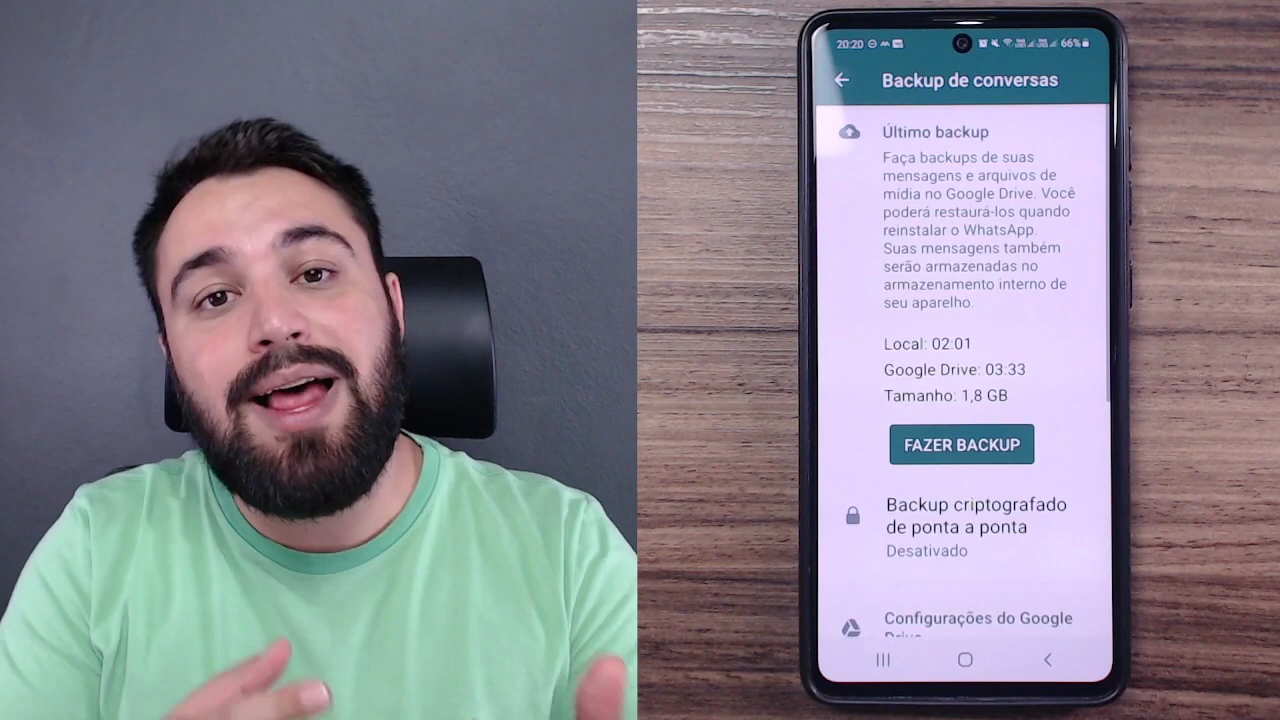 20:20
66%
Backup de conversas
Último backup
Faça backups de suas
mensagens e arquivos de
mídia no Google Drive. Você
poderá restaurá-los quando
reinstalar o WhatsApp.
Suas mensagens também
serão armazenadas no
armazenamento interno de
seu aparelho.
Local: 02:01
Google Drive: 03:33
Tamanho: 1,8 GB
FAZER BACKUP
Backup criptografado
de ponta a ponta
Desativado
Configurações do Google
Drive